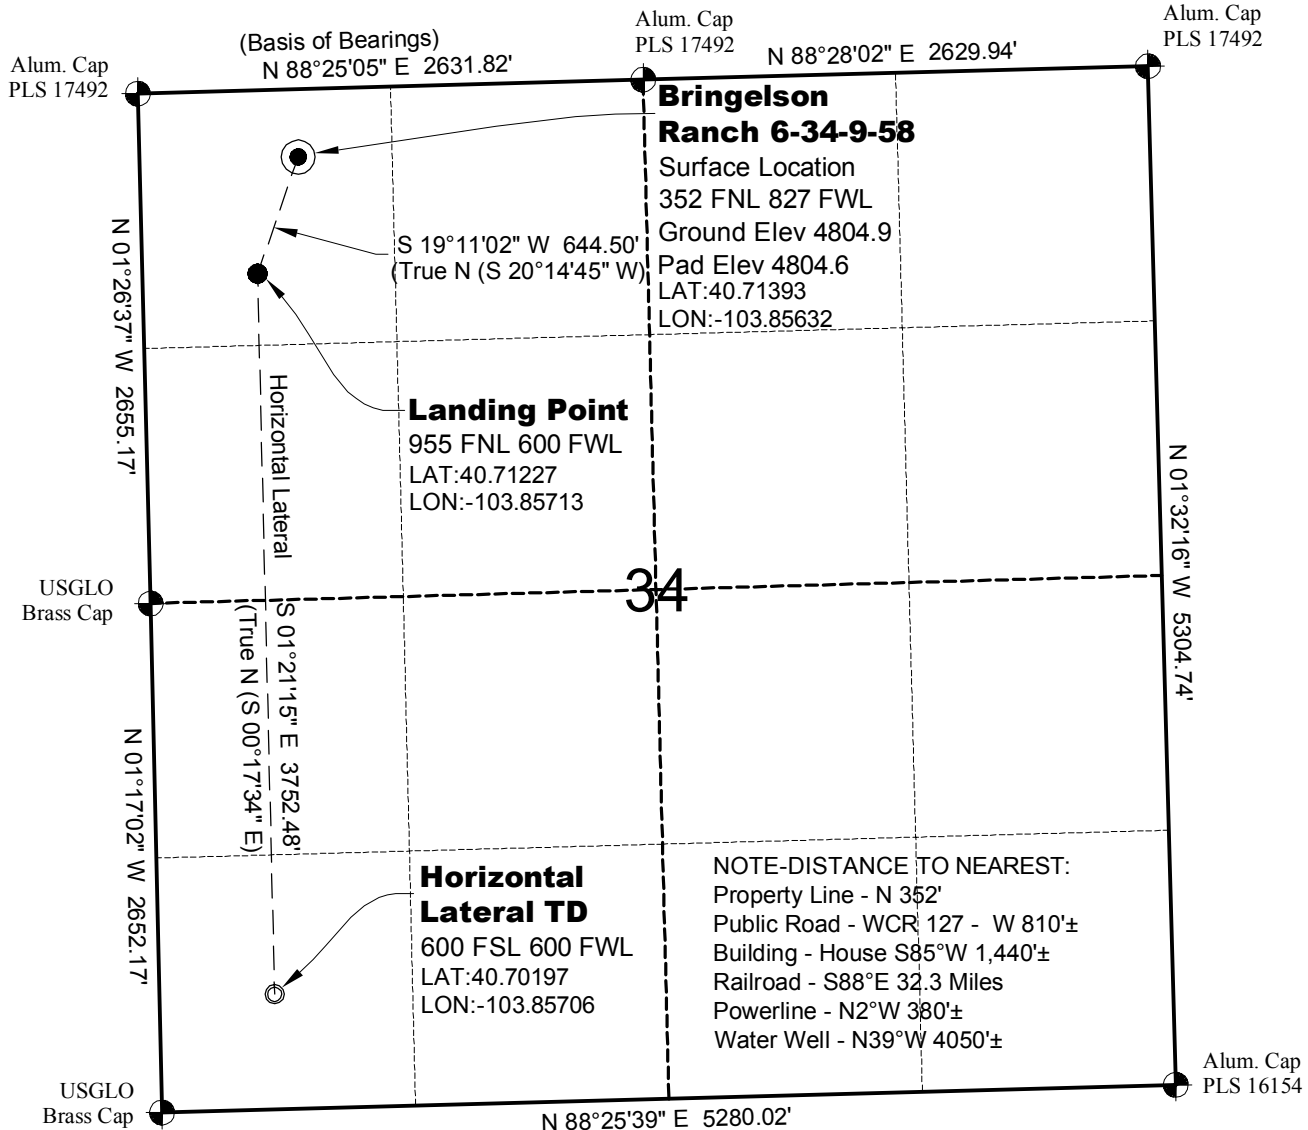 Alum. Cap
PLS 17492
(Basis of Bearings)
N 88°25'05" E 2631.82'
Alum. Cap
PLS 17492
N 88°28'02" E 2629.94'
Alum. Cap
PLS 17492
Bringelson
Ranch 6-34-9-58
Surface Location
352 FNL 827 FWL
Ground Elev 4804.9
Pad Elev 4804.6
LAT:40.71393
LON:-103.85632
S 19°11'02" W 644.50'
(True N (S 20°14'45" W)
N 01°26'37" W 2655.17'
Horizontal Lateral
Landing Point
955 FNL 600 FWL
LAT:40.71227
LON:-103.85713
N 01°32'16" W 5304.74'
USGLO
Brass Cap
34
S 01°21'15" E 3752.48'
(True N (S 00°17'34" E)
N 01°17'02" W 2652.17'
Horizontal
Lateral TD
600 FSL 600 FWL
LAT:40.70197
LON:-103.85706
NOTE-DISTANCE TO NEAREST:
Property Line - N 352'
Public Road - WCR 127 - W 810'±
Building - House S85°W 1,440'±
Railroad - S88°E 32.3 Miles
Powerline - N2°W 380'±
Water Well - N39°W 4050'±
USGLO
Brass Cap
N 88°25'39" E 5280.02'
Alum. Cap
PLS 16154